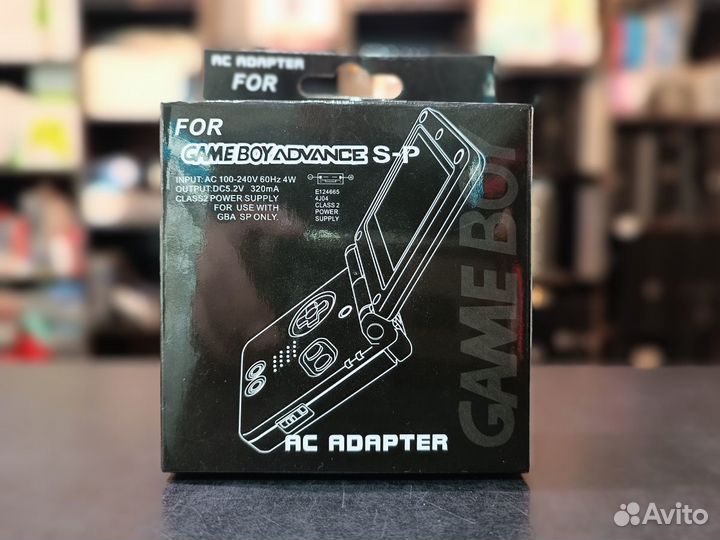 AC ADAPTER
FOR
FOR
GAME BOY ADVANCE S-P
INPUT: AC 100-240V 60Hz 4W
OUTPUT:DC5.2V 320mA
CLASS2 POWER SUPPLY
FOR USE WITH
GBA SP ONLY.
E124665
4J04
CLASS 2
POWER
SUPPLY
GAME BOY
AC ADAPTER
Avito